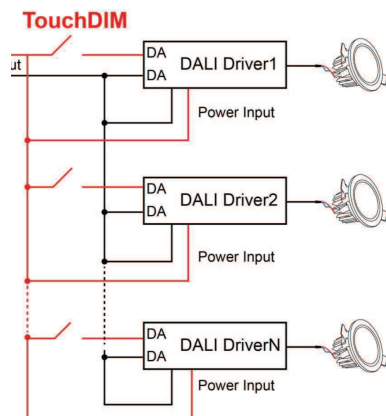 TouchDIM
ut
DA
DA
DALI Driver1
Power Input
DA
DA
DALI Driver2
Power Input
DA
DA
DALI DriverN
Power Input